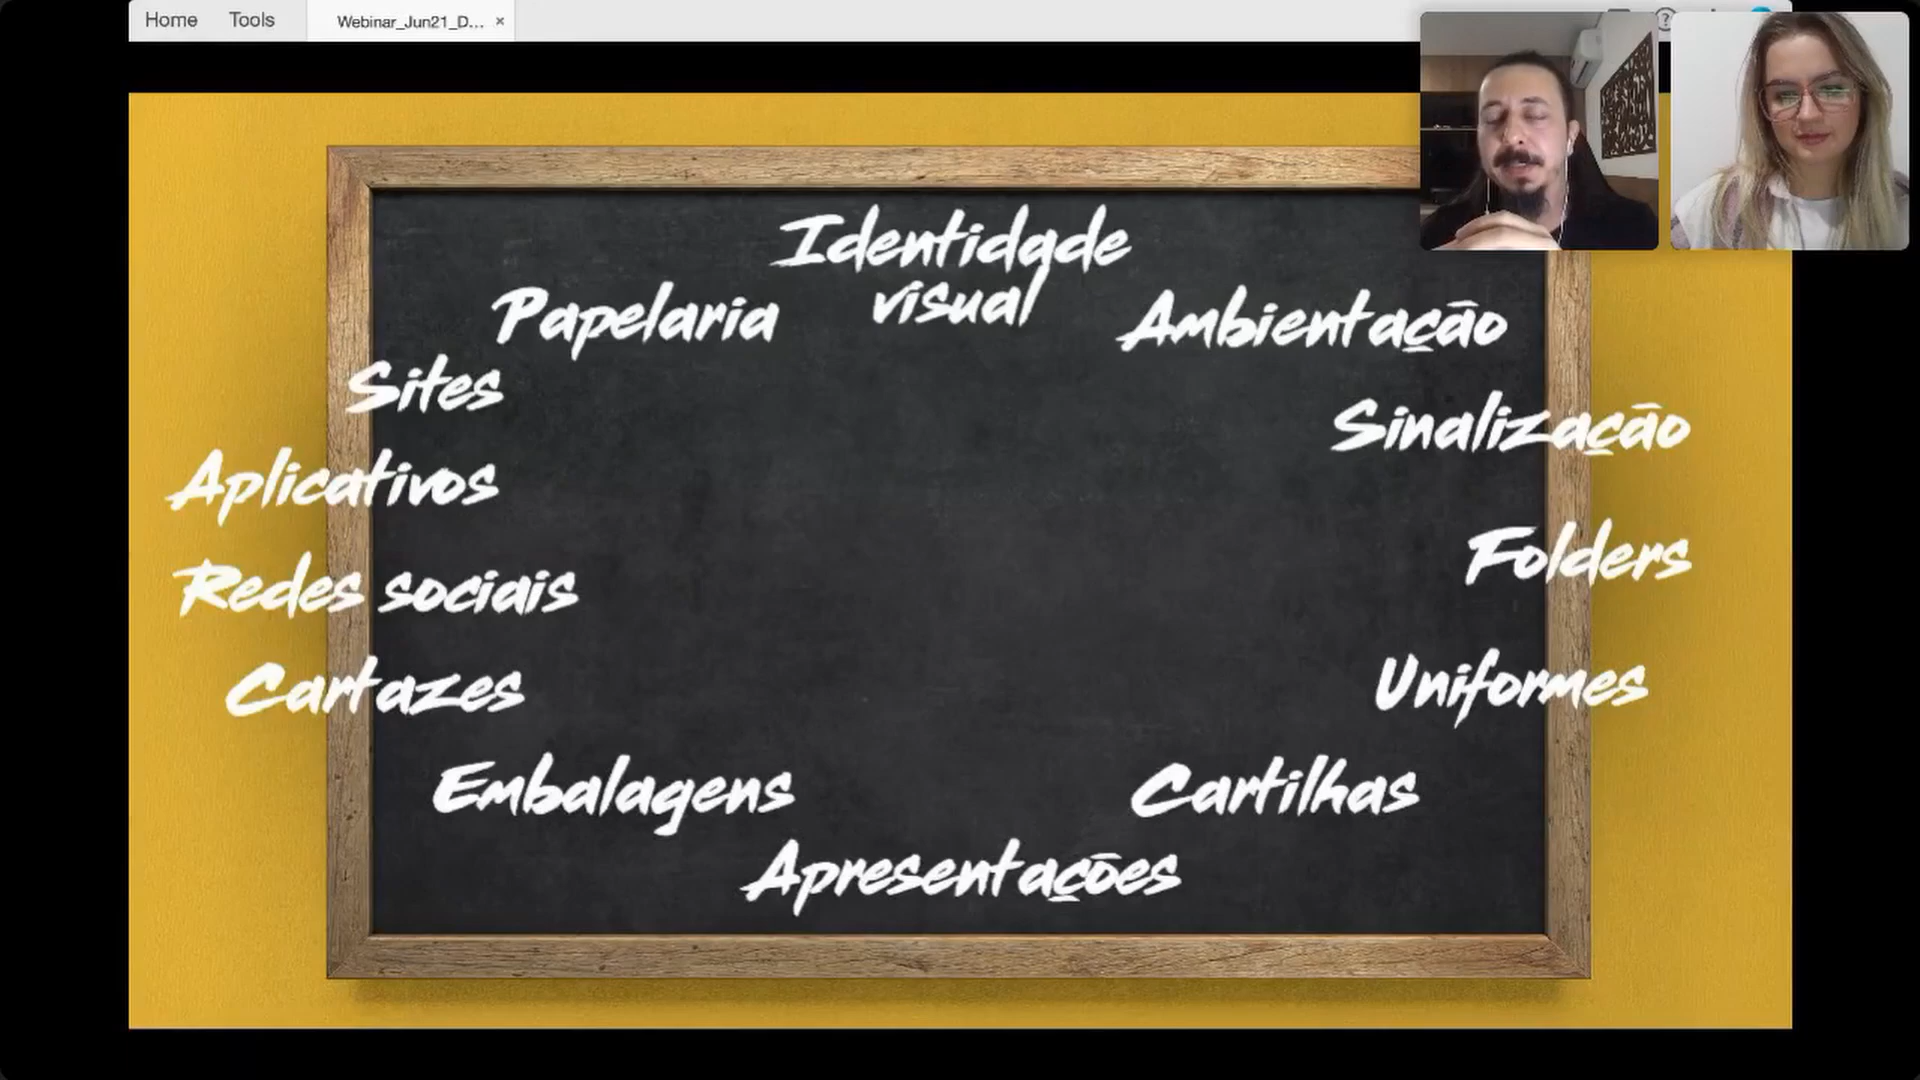 Home Tools Webinar_Jun21_D... ×
Identidade
visual
Papelaria
Ambientação
Sites
Sinalização
Aplicativos
Folders
Redes sociais
Uniformes
Cartazes
Embalagens
Cartilhas
Apresentações